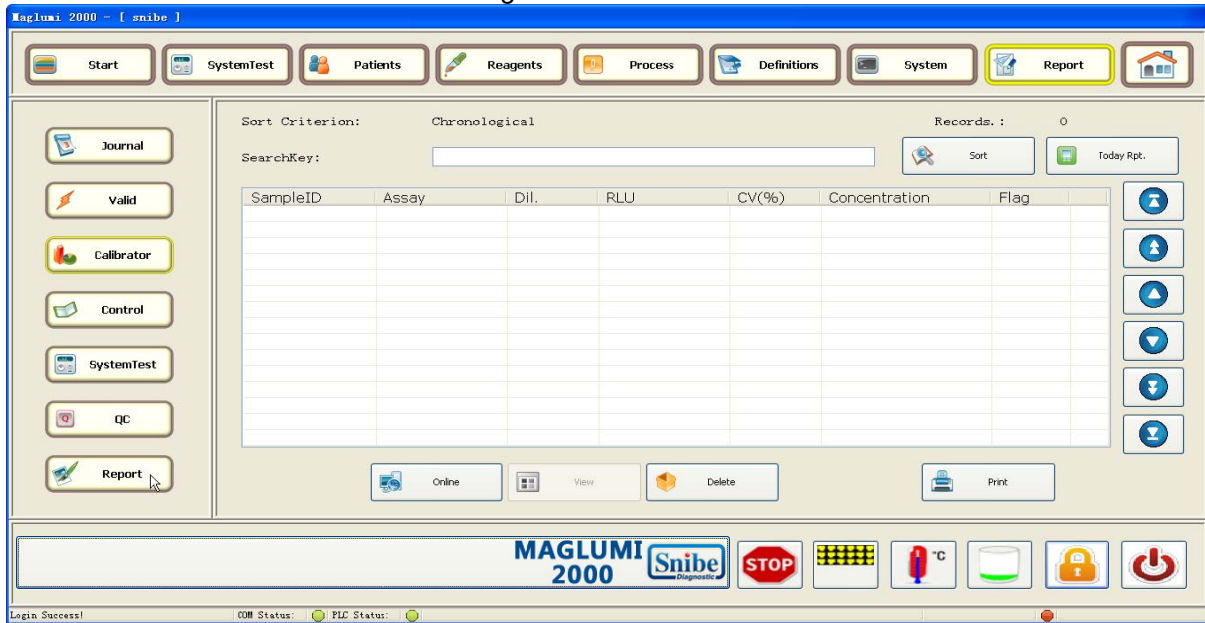 Maglumi 2000 - [ snibe ]
Start SystemTest Patients Reagents Process Definitions System Report
Journal
Valid
Calibrator
Control
SystemTest
QC
Report
Sort Criterion: Chronological Records.: 0
SearchKey: Sort Today Rpt.
SampleID Assay Dil. RLU CV(%) Concentration Flag
Online View Delete Print
MAGLUMI
2000
Snibe
Diagnostic
STOP
°C
Login Success! COM Status: PLC Status: